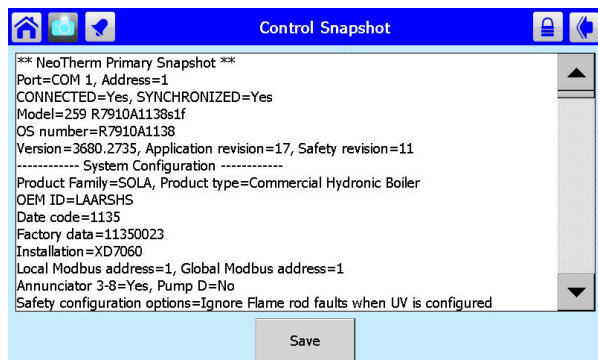 Control Snapshot
** NeoTherm Primary Snapshot **
Port=COM 1, Address=1
CONNECTED=Yes, SYNCHRONIZED=Yes
Model=259 R7910A1138s1f
OS number=R7910A1138
Version=3680.2735, Application revision=17, Safety revision=11
------------ System Configuration ------------
Product Family=SOLA, Product type=Commercial Hydronic Boiler
OEM ID=LAARSHS
Date code=1135
Factory data=11350023
Installation=XD7060
Local Modbus address=1, Global Modbus address=1
Annunciator 3-8=Yes, Pump D=No
Safety configuration options=Ignore Flame rod faults when UV is configured
Save